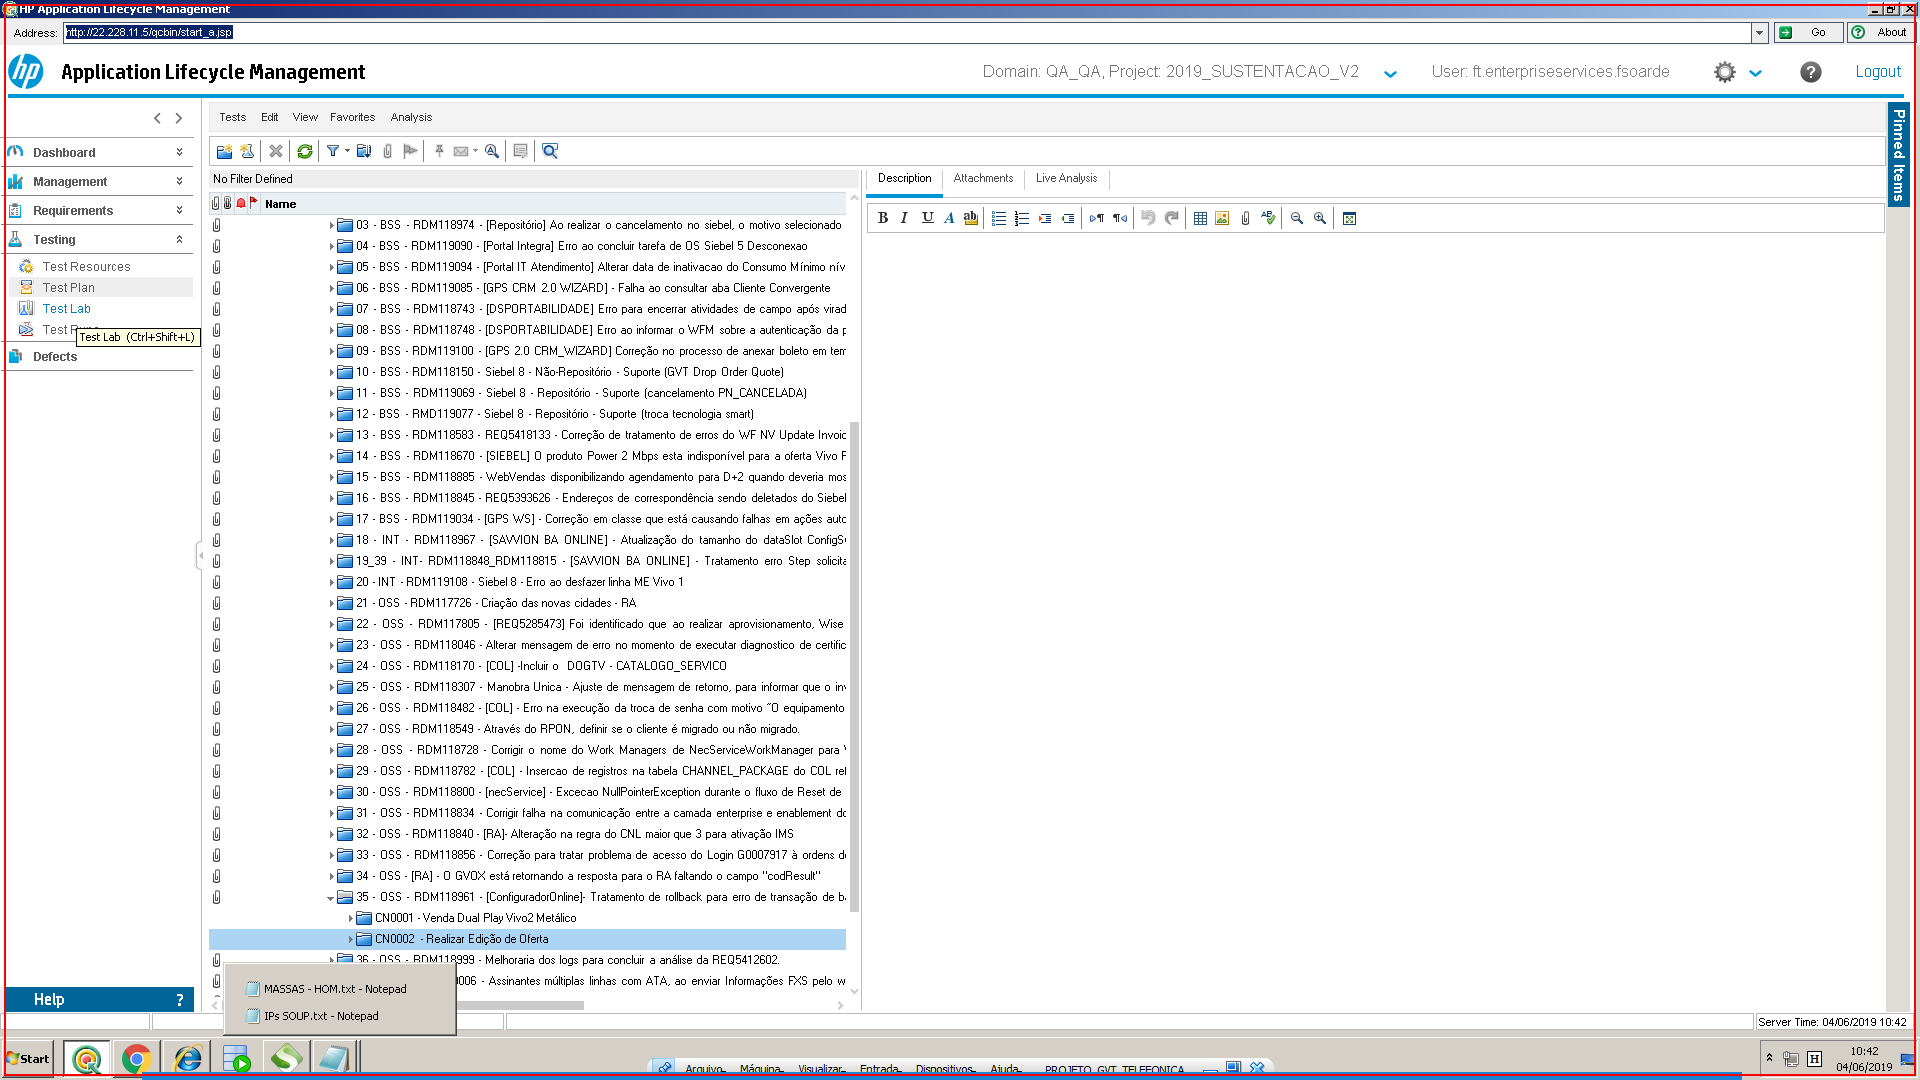 HP Application Lifecycle Management
Address: http://22.228.11.5/qcbin/start_a.jsp Go About
hp Application Lifecycle Management Domain: QA_QA, Project: 2019_SUSTENTACAO_V2 User: ft.enterpriseservices.fsoarde Logout
Pinned Items
Dashboard
Management
Requirements
Testing
Test Resources
Test Plan
Test Lab
Test
Test Lab (Ctrl+Shift+L)
Defects
Help ?
Tests Edit View Favorites Analysis
No Filter Defined
Name
03 - BSS - RDM118974 - [Repositório] Ao realizar o cancelamento no siebel, o motivo selecionado
04 - BSS - RDM119090 - [Portal Integra] Erro ao concluir tarefa de OS Siebel 5 Desconexao
05 - BSS - RDM119094 - [Portal IT Atendimento] Alterar data de inativacao do Consumo Mínimo nív
06 - BSS - RDM119085 - [GPS CRM 2.0 WIZARD] - Falha ao consultar aba Cliente Convergente
07 - BSS - RDM118743 - [DSPORTABILIDADE] Erro para encerrar atividades de campo após virad
08 - BSS - RDM118748 - [DSPORTABILIDADE] Erro ao informar o WFM sobre a autenticação da p
09 - BSS - RDM119100 - [GPS 2.0 CRM_WIZARD] Correção no processo de anexar boleto em tem
10 - BSS - RDM118150 - Siebel 8 - Não-Repositório - Suporte (GVT Drop Order Quote)
11 - BSS - RDM119069 - Siebel 8 - Repositório - Suporte (cancelamento PN_CANCELADA)
12 - BSS - RMD119077 - Siebel 8 - Repositório - Suporte (troca tecnologia smart)
13 - BSS - RDM118583 - REQ5418133 - Correção de tratamento de erros do WF NV Update Invoic
14 - BSS - RDM118670 - [SIEBEL] O produto Power 2 Mbps esta indisponível para a oferta Vivo F
15 - BSS - RDM118885 - WebVendas disponibilizando agendamento para D+2 quando deveria mos
16 - BSS - RDM118845 - REQ5393626 - Endereços de correspondência sendo deletados do Siebel
17 - BSS - RDM119034 - [GPS WS] - Correção em classe que está causando falhas em ações auto
18 - INT - RDM118967 - [SAVVION BA ONLINE] - Atualização do tamanho do dataSlot ConfigS
19_39 - INT- RDM118848_RDM118815 - [SAVVION BA ONLINE] - Tratamento erro Step solicita
20 - INT - RDM119108 - Siebel 8 - Erro ao desfazer linha ME Vivo 1
21 - OSS - RDM117726 - Criação das novas cidades - RA
22 - OSS - RDM117805 - [REQ5285473] Foi identificado que ao realizar aprovisionamento, Wise
23 - OSS - RDM118046 - Alterar mensagem de erro no momento de executar diagnostico de certific
24 - OSS - RDM118170 - [COL] -Incluir o DOGTV - CATALOGO_SERVICO
25 - OSS - RDM118307 - Manobra Unica - Ajuste de mensagem de retorno, para informar que o inv
26 - OSS - RDM118482 - [COL] - Erro na execução da troca de senha com motivo "O equipamento
27 - OSS - RDM118549 - Através do RPON, definir se o cliente é migrado ou não migrado.
28 - OSS - RDM118728 - Corrigir o nome do Work Managers de NecServiceWorkManager para
29 - OSS - RDM118782 - [COL] - Insercao de registros na tabela CHANNEL_PACKAGE do COL rel
30 - OSS - RDM118800 - [necService] - Excecao NullPointerException durante o fluxo de Reset de
31 - OSS - RDM118834 - Corrigir falha na comunicação entre a camada enterprise e enablement do
32 - OSS - RDM118840 - [RA]- Alteração na regra do CNL maior que 3 para ativação IMS
33 - OSS - RDM118856 - Correção para tratar problema de acesso do Login G0007917 à ordens de
34 - OSS - [RA] - O GVOX está retornando a resposta para o RA faltando o campo "codResult"
35 - OSS - RDM118961 - [ConfiguradorOnline]- Tratamento de rollback para erro de transação de ba
CN0001 - Venda Dual Play Vivo2 Metálico
CN0002 - Realizar Edição de Oferta
36 - OSS - RDM118999 - Melhoraria dos logs para concluir a análise da REQ5412602.
0006 - Assinantes múltiplas linhas com ATA, ao enviar Informações FXS pelo w
Description Attachments Live Analysis
MASSAS - HOM.txt - Notepad
IPs SOUP.txt - Notepad
Server Time: 04/06/2019 10:42
Start
Arquivo Máquina Visualizar Entrada Dispositivos Ajuda PROJETO_GVT_TELEFONICA
H
10:42
04/06/2019